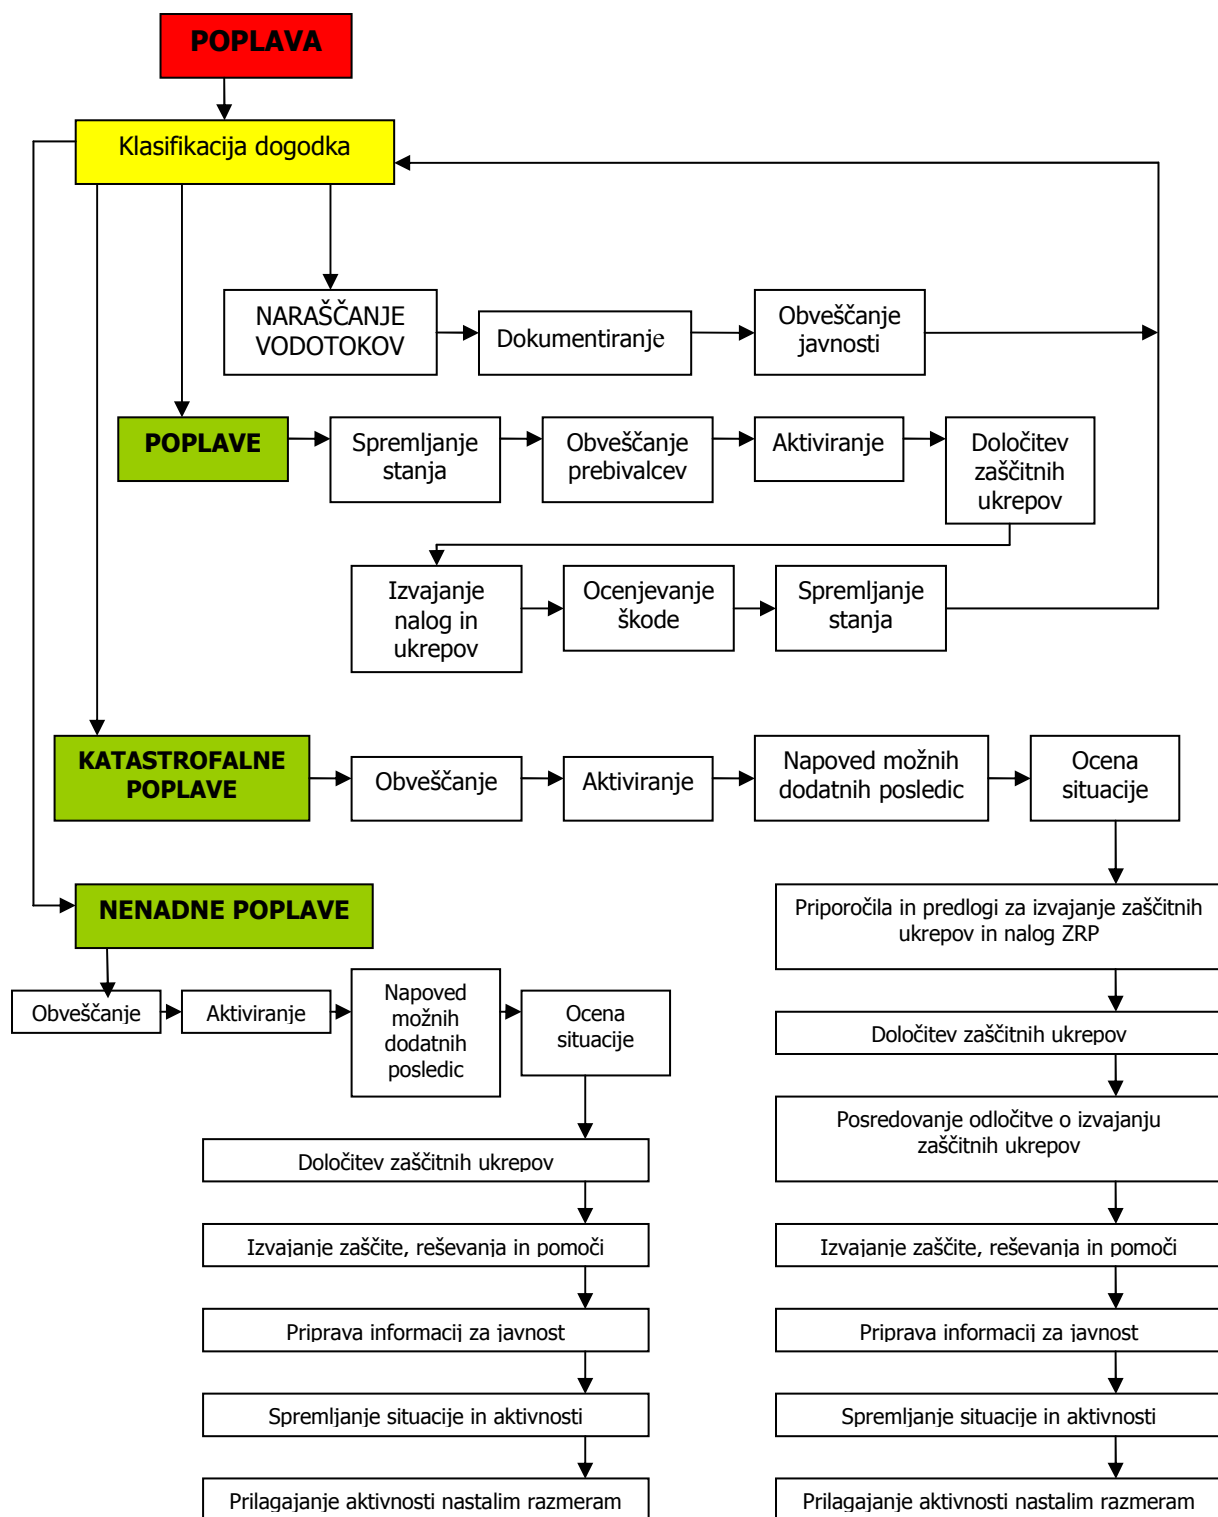 POPLAVA
Klasifikacija dogodka
NARAŠČANJE
VODOTOKOV
Dokumentiranje
Obveščanje
javnosti
POPLAVE
Spremljanje
stanja
Obveščanje
prebivalcev
Aktiviranje
Določitev
zaščitnih
ukrepov
Izvajanje
nalog in
ukrepov
Ocenjevanje
škode
Spremljanje
stanja
KATASTROFALNE
POPLAVE
Obveščanje
Aktiviranje
Napoved možnih
dodatnih posledic
Ocena
situacije
Priporočila in predlogi za izvajanje zaščitnih
ukrepov in nalog ZRP
Določitev zaščitnih ukrepov
Posredovanje odločitve o izvajanju
zaščitnih ukrepov
Izvajanje zaščite, reševanja in pomoči
Priprava informacij za javnost
Spremljanje situacije in aktivnosti
Prilagajanje aktivnosti nastalim razmeram
NENADNE POPLAVE
Obveščanje
Aktiviranje
Napoved
možnih
dodatnih
posledic
Ocena
situacije
Določitev zaščitnih ukrepov
Izvajanje zaščite, reševanja in pomoči
Priprava informacij za javnost
Spremljanje situacije in aktivnosti
Prilagajanje aktivnosti nastalim razmeram